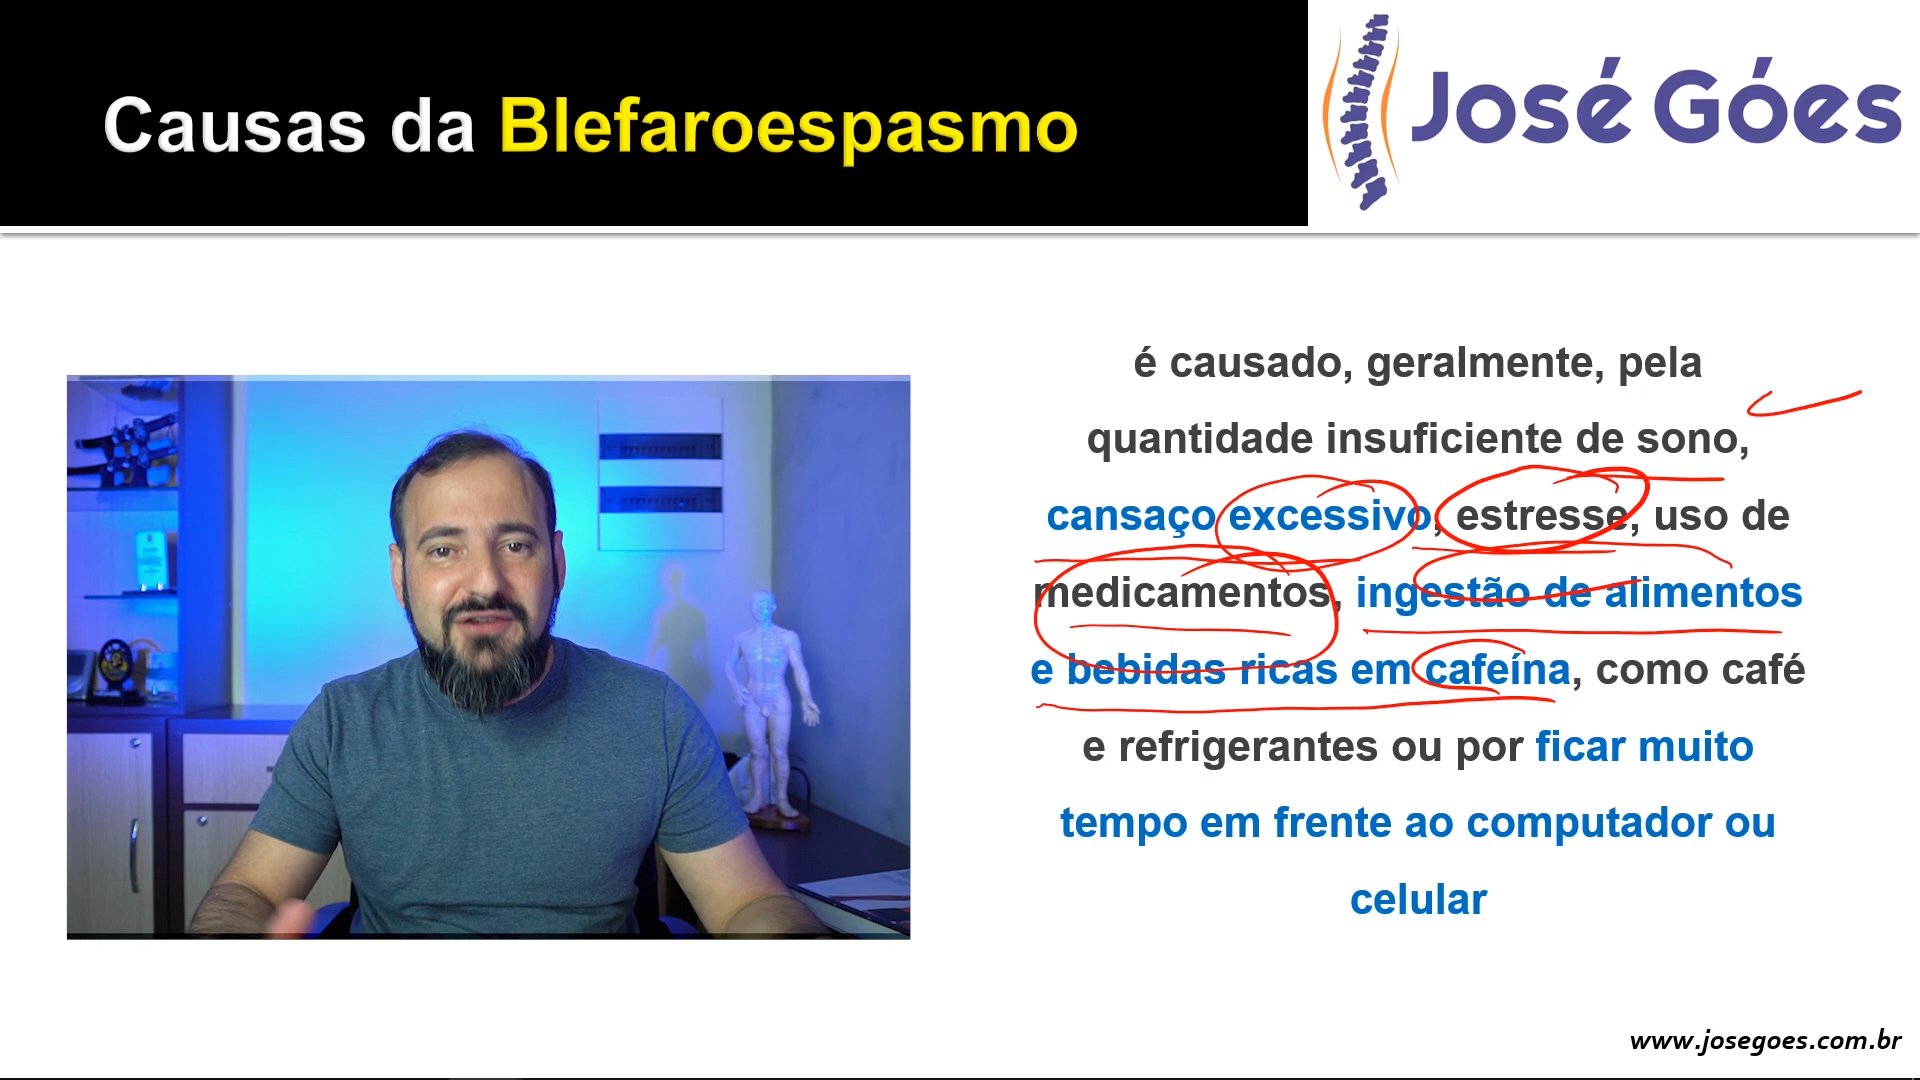 Causas da Blefaroespasmo
José Góes
é causado, geralmente, pela
quantidade insuficiente de sono,
cansaço excessivo, estresse, uso de
medicamentos, ingestão de alimentos
e bebidas ricas em cafeína, como café
e refrigerantes ou por ficar muito
tempo em frente ao computador ou
celular
www.josegoes.com.br